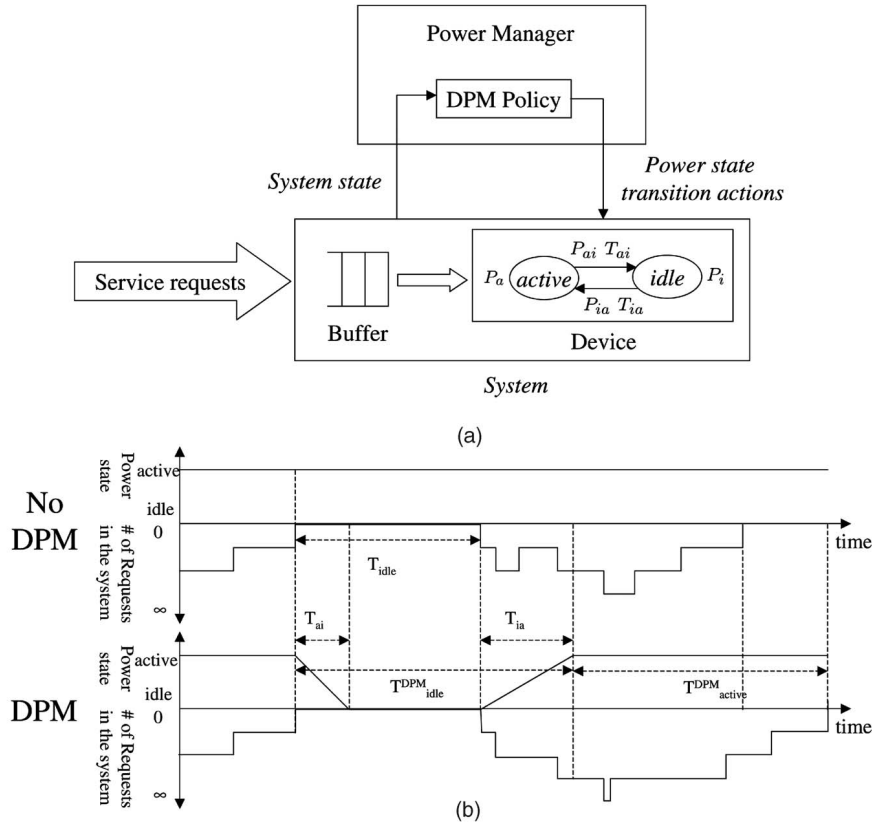 Power Manager
DPM Policy
System state
Power state
transition actions
Service requests
Buffer
P_a
active
P_ai T_ai
P_ia T_ia
idle
P_i
Device
System
(a)
No
DPM
Power
state
active
idle
# of Requests
in the system
0
∞
time
T_idle
T_ai
T_ia
DPM
Power
state
active
idle
# of Requests
in the system
0
∞
T^DPM_idle
T^DPM_active
time
(b)